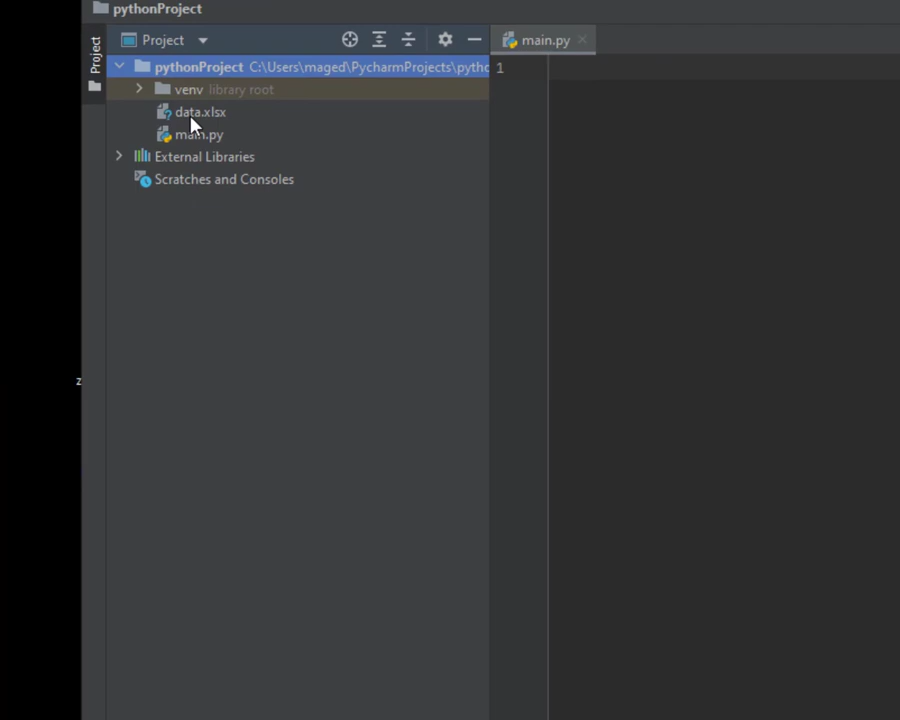 pythonProject
Project
Project
main.py
pythonProject C:\Users\maged\PycharmProjects\pytho
1
venv library root
data.xlsx
main.py
External Libraries
Scratches and Consoles
z